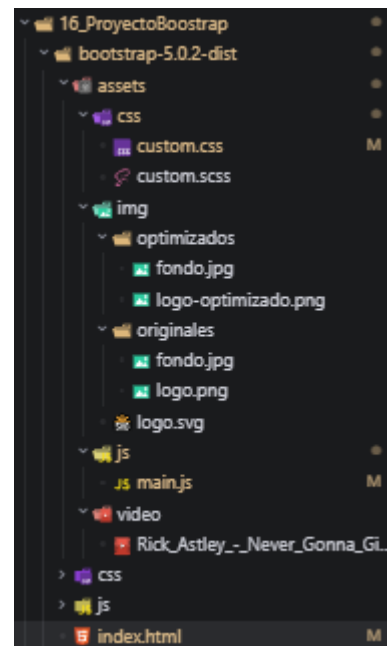 16_ProyectoBoostrap
bootstrap-5.0.2-dist
assets
css
custom.css M
custom.scss
img
optimizados
fondo.jpg
logo-optimizado.png
originales
fondo.jpg
logo.png
logo.svg
js
JS main.js M
video
Rick_Astley_-_Never_Gonna_Gi...
css
js
index.html M